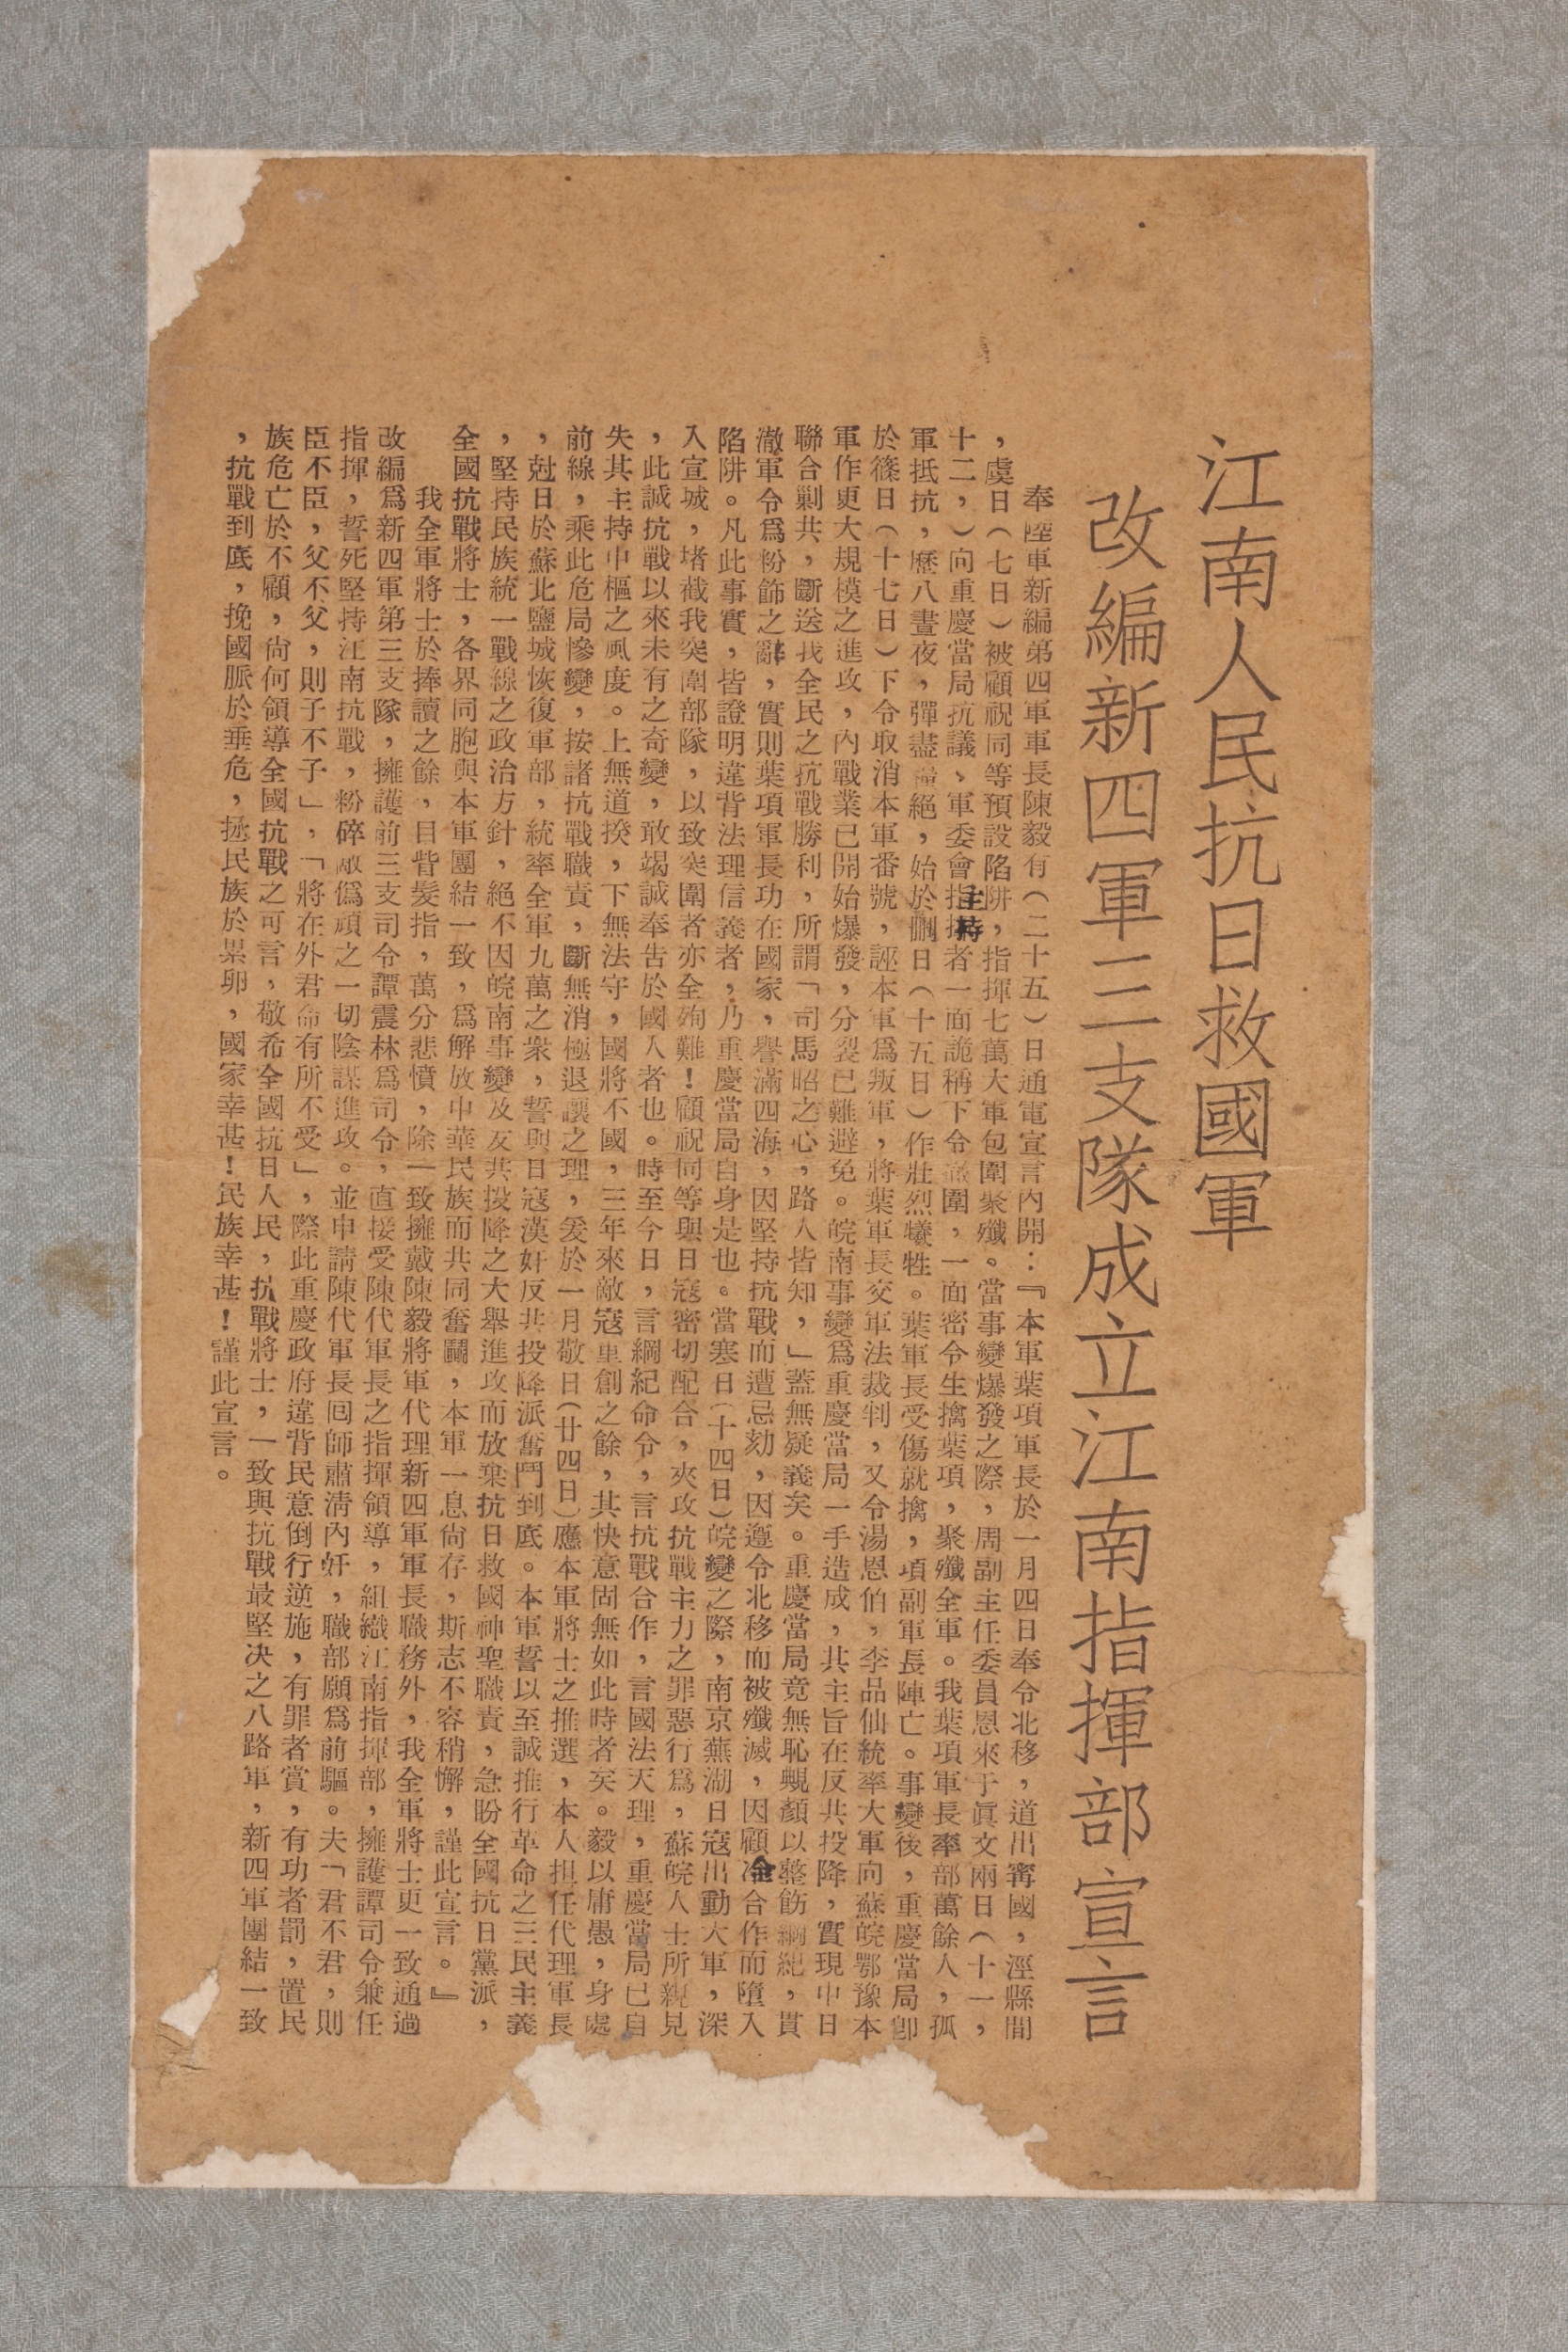 江南人民抗日救國軍
改編新四軍三支隊成立江南指揮部宣言
奉陸軍新編第四軍軍長陳毅有（二十五）日通電宣言內開：『本軍葉項軍長於一月四日奉令北移，道出寗國，涇縣間
，虞日（七日）被顧祝同等預設陷阱，指揮七萬大軍包圍聚殲。當事變爆發之際，周副主任委員恩來于眞文兩日（十一，
十二，）向重慶當局抗議、軍委會主持者一面詭稱下令撤圍，一面密令生擒葉項，聚殲全軍。我葉項軍長率部萬餘人，孤
軍抵抗，歷八晝夜，彈盡糧絕，始於刪日（十五日）作壯烈犧牲。葉軍長受傷就擒，項副軍長陣亡。事變後，重慶當局卽
於篠日（十七日）下令取消本軍番號，誣本軍爲叛軍，將葉軍長交軍法裁判，又令湯恩伯，李品仙統率大軍向蘇皖鄂豫本
軍作更大規模之進攻，內戰業已開始爆發，分裂已難避免。皖南事變爲重慶當局一手造成，其主旨在反共投降，實現中日
聯合剿共，斷送我全民之抗戰勝利，所謂「司馬昭之心，路人皆知，」蓋無疑義矣。重慶當局竟無恥覥顏以整飭綱紀，貫
澈軍令爲粉飾之辭，實則葉項軍長功在國家，譽滿四海，因堅持抗戰而遭忌刻，因遵令北移而被殲滅，因顧全合作而墮入
陷阱。凡此事實，皆證明違背法理信義者，乃重慶當局自身是也。當寒日（十四日）皖變之際，南京蕪湖日寇出動大軍，深
入宣城，堵截我突圍部隊，以致突圍者亦全殉難！顧祝同等與日寇密切配合，夾攻抗戰主力之罪惡行爲，蘇皖人士所親見
，此誠抗戰以來未有之奇變，敢竭誠奉吿於國人者也。時至今日，言綱紀命令，言抗戰合作，言國法天理，重慶當局已自
失其主持中樞之風度。上無道揆，下無法守，國將不國，三年來敵寇重創之餘，其快意固無如此時者矣。毅以庸愚，身處
前線，乘此危局慘變，按諸抗戰職責，斷無消極退讓之理，爰於一月敬日（廿四日）應本軍將士之推選，本人担任代理軍長
，尅日於蘇北鹽城恢復軍部，統率全軍九萬之衆，誓與日寇漢奸反共投降派奮鬥到底。本軍誓以至誠推行革命之三民主義
，堅持民族統一戰線之政治方針，絕不因皖南事變及反共投降之大舉進攻而放棄抗日救國神聖職責，急盼全國抗日黨派，
全國抗戰將士，各界同胞與本軍團結一致，爲解放中華民族而共同奮鬭，本軍一息尙存，斯志不容稍懈，謹此宣言。』
我全軍將士於捧讀之餘，目眥髮指，萬分悲憤，除一致擁戴陳毅將軍代理新四軍軍長職務外，我全軍將士更一致通過
改編爲新四軍第三支隊，擁護前三支司令譚震林爲司令，直接受陳代軍長之指揮領導，組織江南指揮部，擁護譚司令兼任
指揮，誓死堅持江南抗戰，粉碎敵僞頑之一切陰謀進攻。並申請陳代軍長囘師肅淸內奸，職部願爲前驅。夫「君不君，則
臣不臣，父不父，則子不子」，「將在外君命有所不受」，際此重慶政府違背民意倒行逆施，有罪者賞，有功者罰，置民
族危亡於不顧，尙何領導全國抗戰之可言，敬希全國抗日人民，抗戰將士，一致與抗戰最堅决之八路軍，新四軍團結一致
，抗戰到底，挽國脈於垂危，拯民族於累卵，國家幸甚！民族幸甚！謹此宣言。